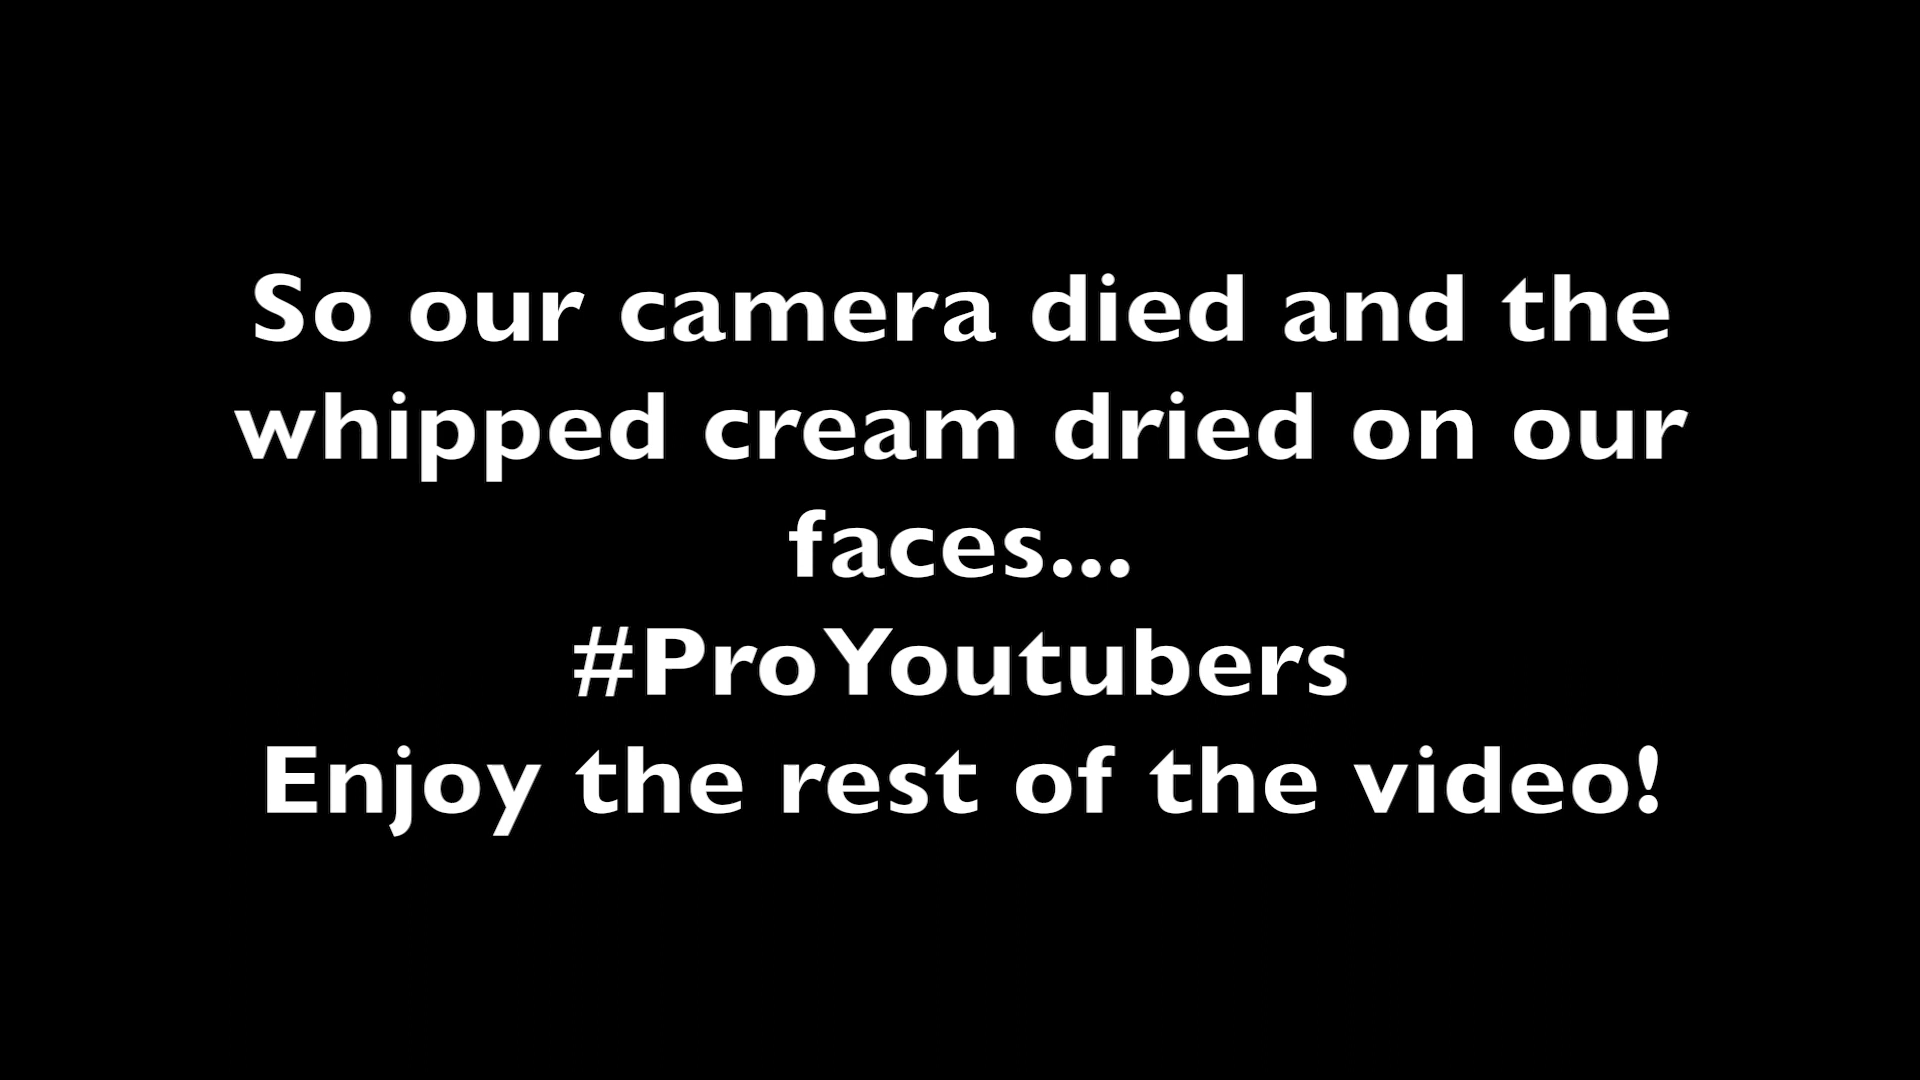 So our camera died and the
whipped cream dried on our
faces...
#ProYoutubers
Enjoy the rest of the video!